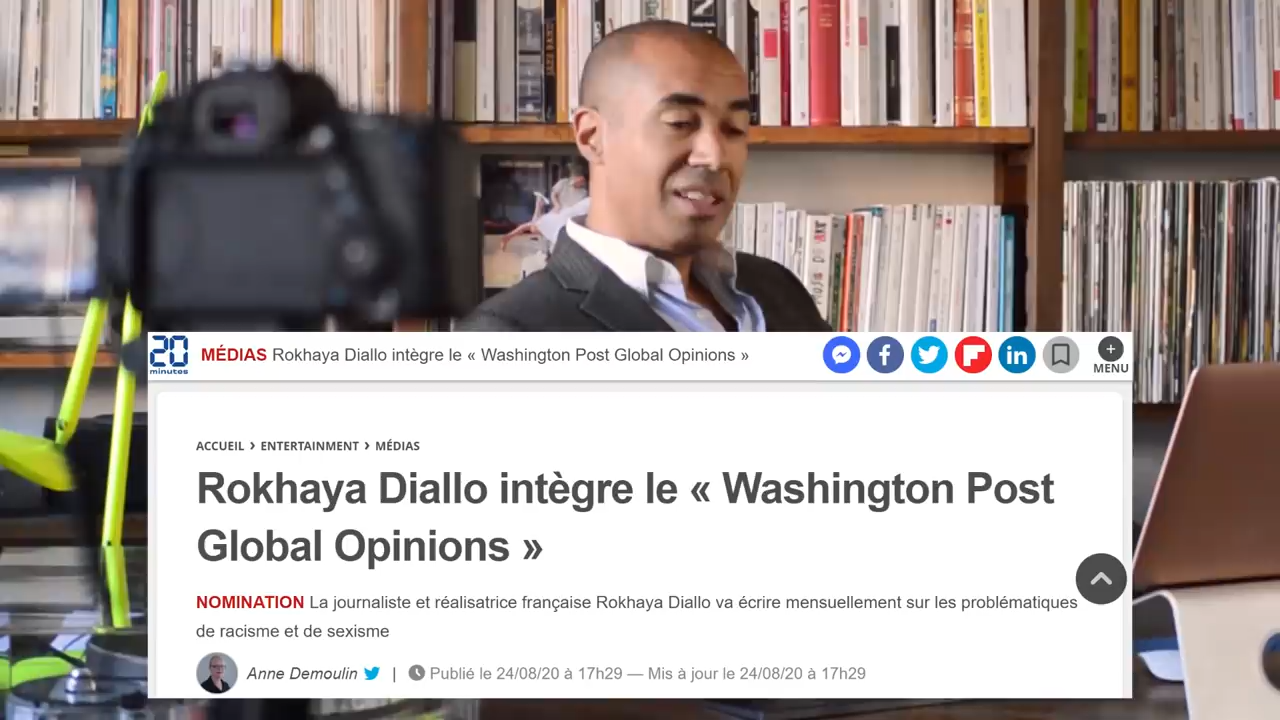 20
minutes
MÉDIAS Rokhaya Diallo intègre le « Washington Post Global Opinions »
MENU
ACCUEIL › ENTERTAINMENT › MÉDIAS
Rokhaya Diallo intègre le « Washington Post
Global Opinions »
NOMINATION La journaliste et réalisatrice française Rokhaya Diallo va écrire mensuellement sur les problématiques
de racisme et de sexisme
Anne Demoulin | Publié le 24/08/20 à 17h29 — Mis à jour le 24/08/20 à 17h29